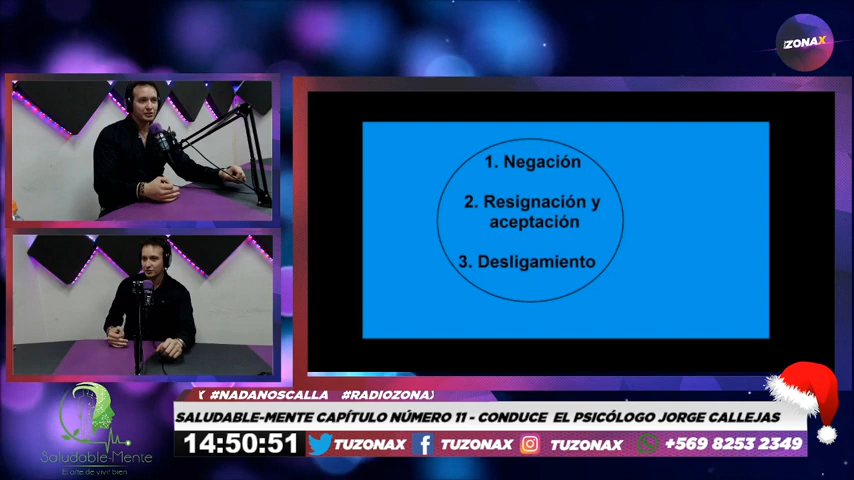 ZONAX
1. Negación
2. Resignación y
aceptación
3. Desligamiento
#NADANOSCALLA #RADIOZONA
SALUDABLE-MENTE CAPÍTULO NÚMERO 11 - CONDUCE EL PSICÓLOGO JORGE CALLEJAS
14:50:51 TUZONAX TUZONAX TUZONAX +569 8253 2349
Saludable-Mente
El arte de vivir bien